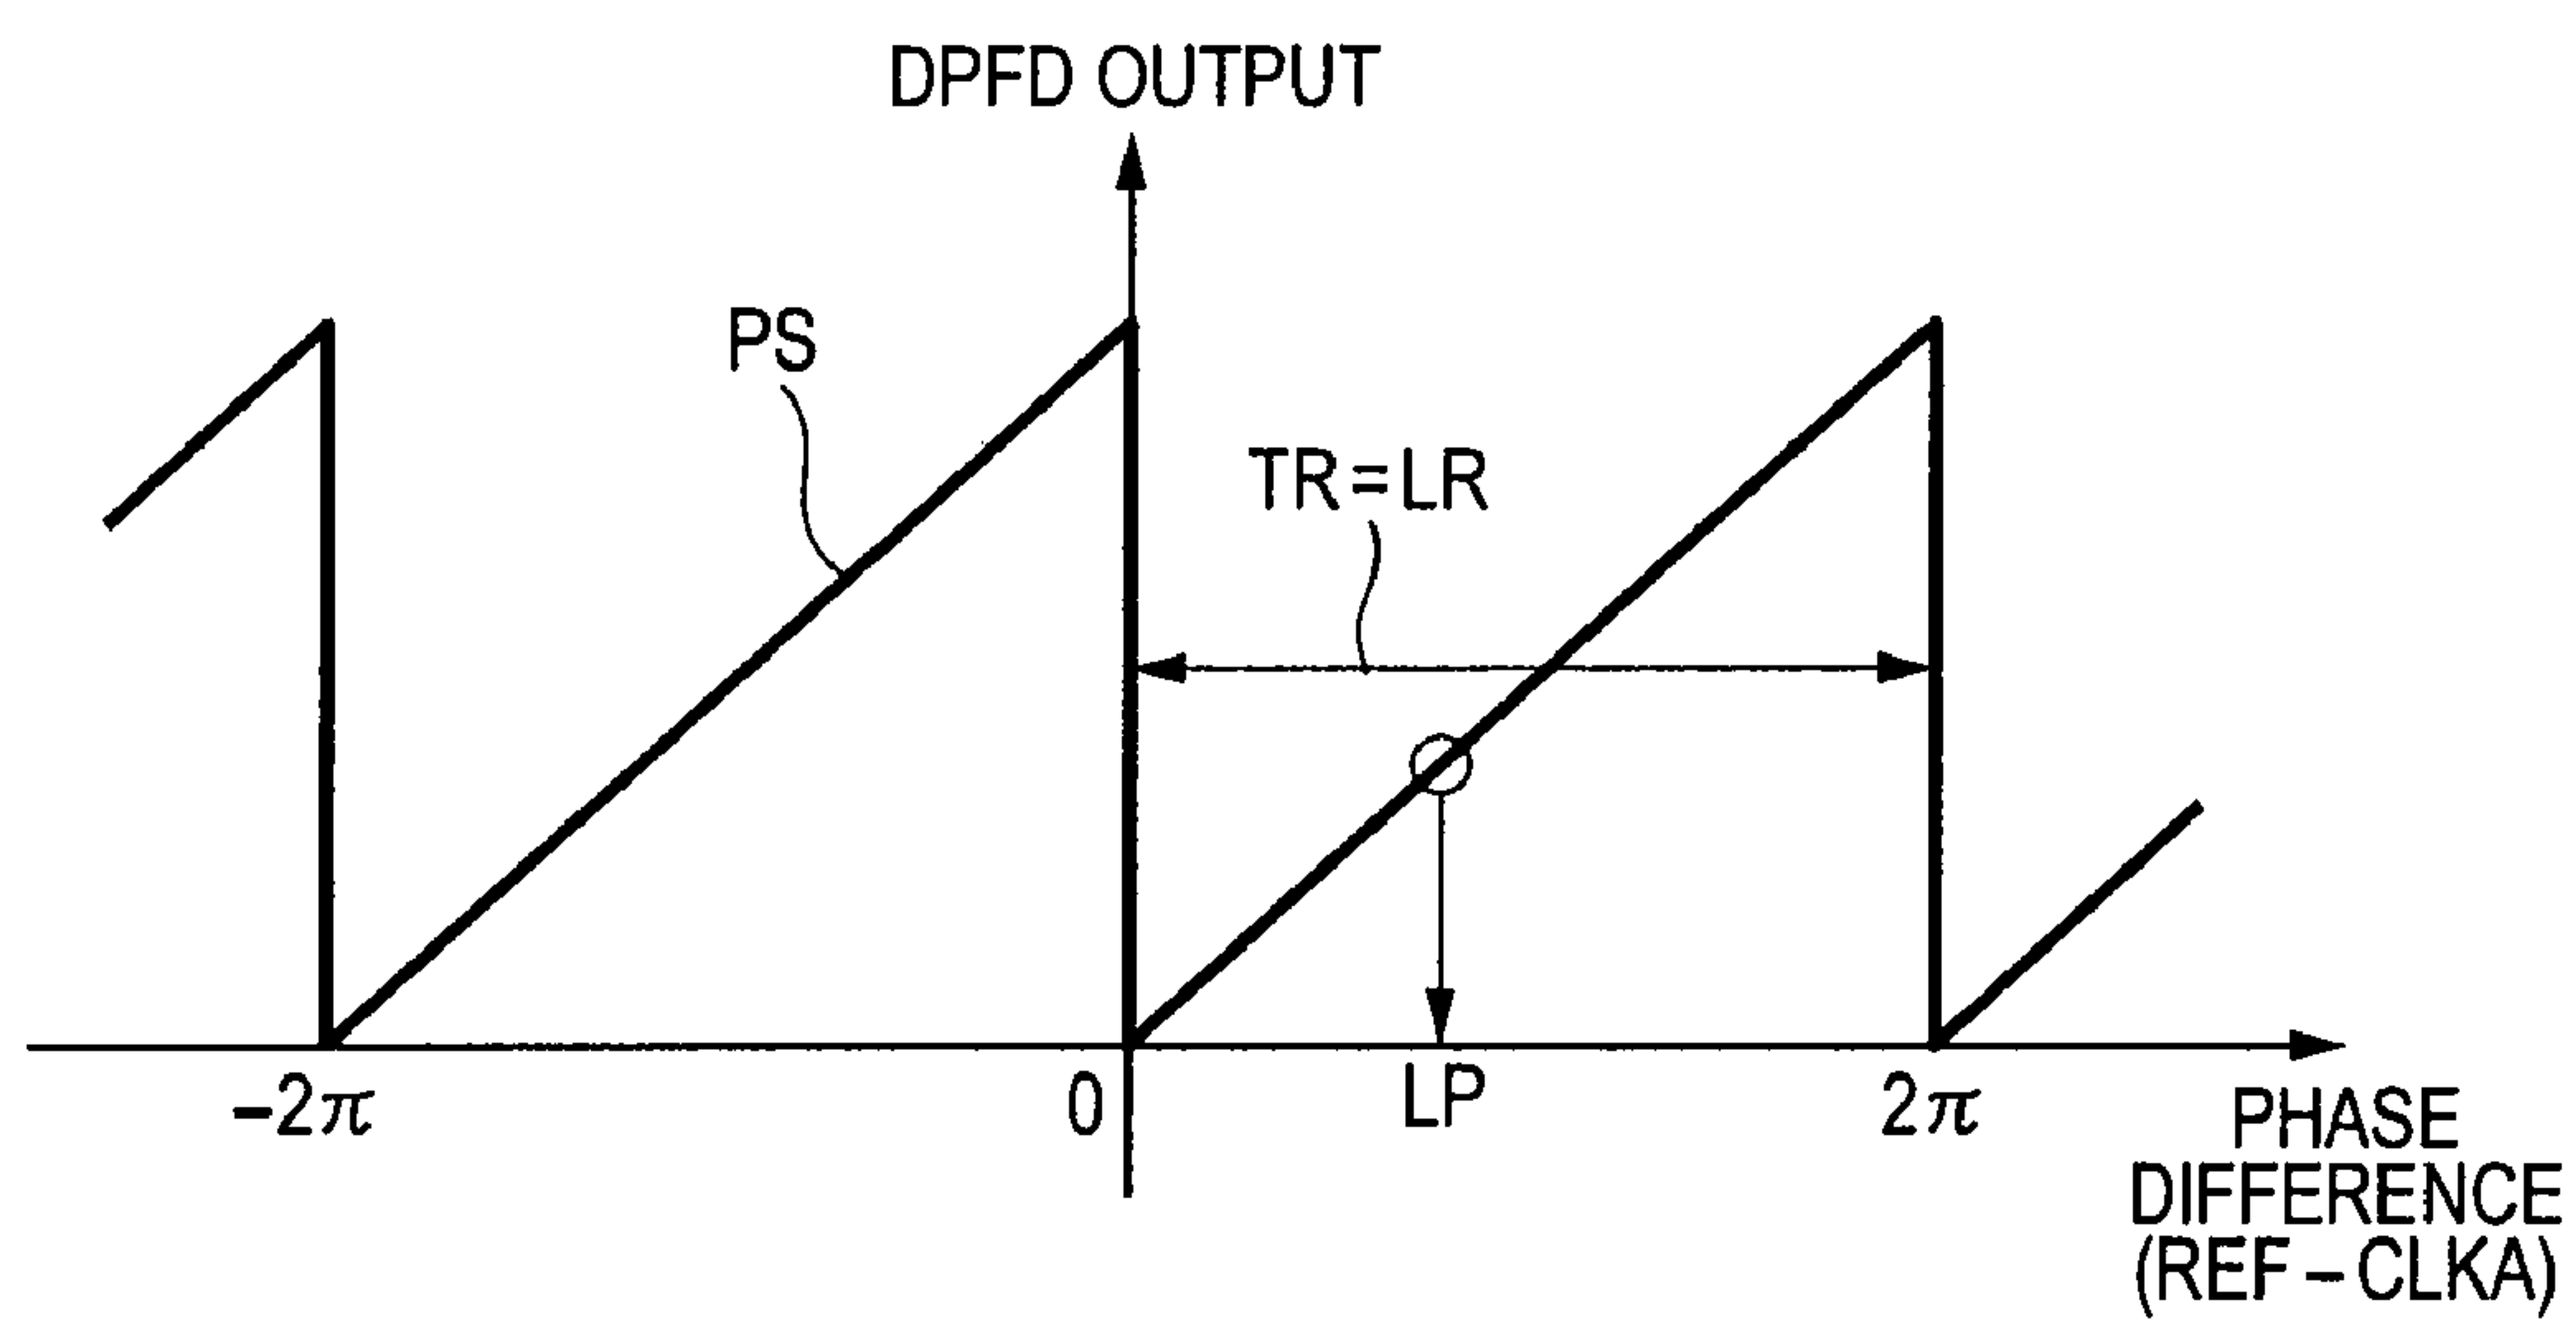 DPFD OUTPUT
PS
TR=LR
−2π
0
LP
2π
PHASE
DIFFERENCE
(REF−CLKA)